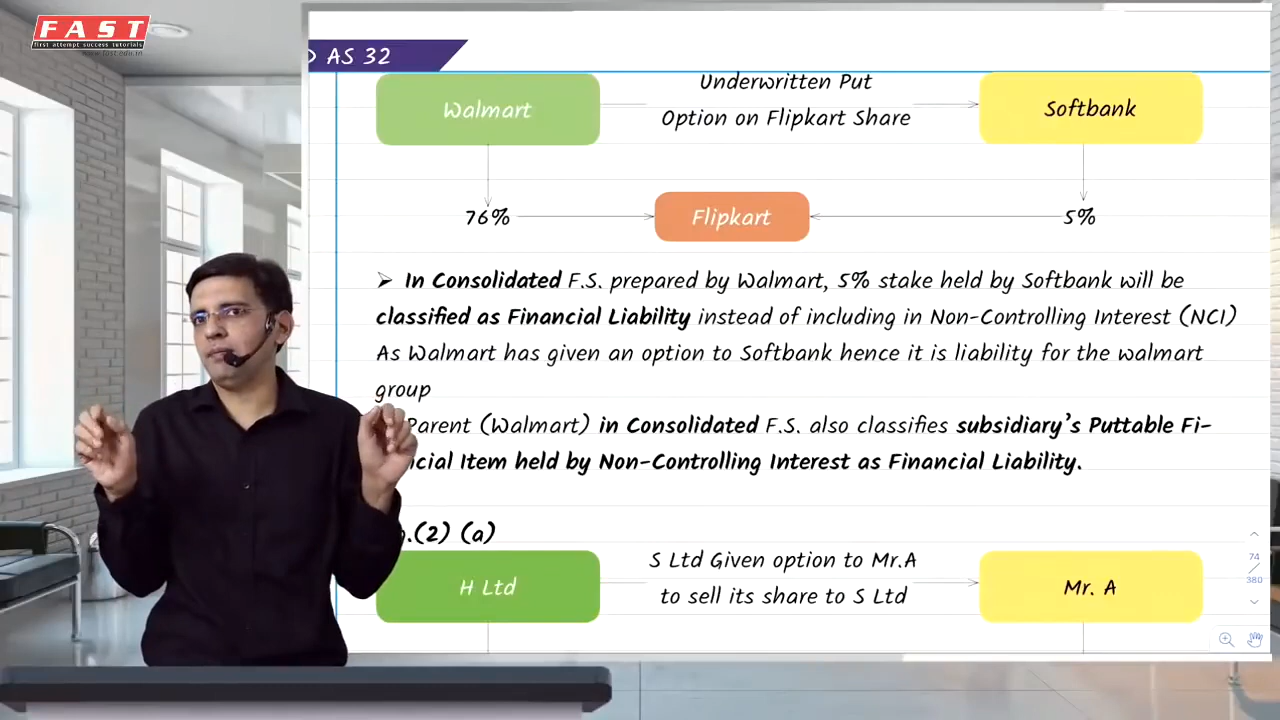 FAST
first attempt success tutorials
www.fast.edu.in
AS 32
Walmart
Underwritten Put
Option on Flipkart Share
Softbank
76%
Flipkart
5%
➢ In Consolidated F.S. prepared by Walmart, 5% stake held by Softbank will be
classified as Financial Liability instead of including in Non-Controlling Interest (NCI)
As Walmart has given an option to Softbank hence it is liability for the walmart
group
Parent (Walmart) in Consolidated F.S. also classifies subsidiary's Puttable Fi-
cial Item held by Non-Controlling Interest as Financial Liability.
.(2) (a)
H Ltd
S Ltd Given option to Mr.A
to sell its share to S Ltd
Mr. A
74
380